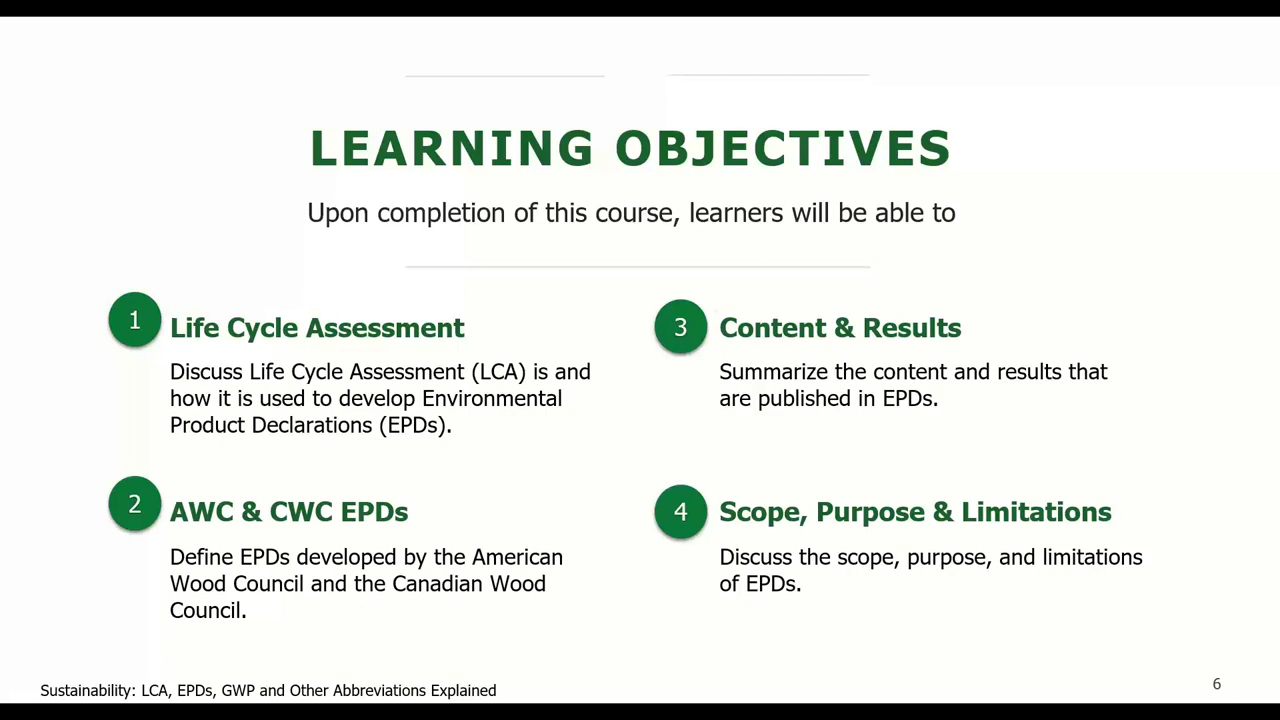 LEARNING OBJECTIVES
Upon completion of this course, learners will be able to
1
Life Cycle Assessment
Discuss Life Cycle Assessment (LCA) is and
how it is used to develop Environmental
Product Declarations (EPDs).
2
AWC & CWC EPDs
Define EPDs developed by the American
Wood Council and the Canadian Wood
Council.
3
Content & Results
Summarize the content and results that
are published in EPDs.
4
Scope, Purpose & Limitations
Discuss the scope, purpose, and limitations
of EPDs.
Sustainability: LCA, EPDs, GWP and Other Abbreviations Explained
6